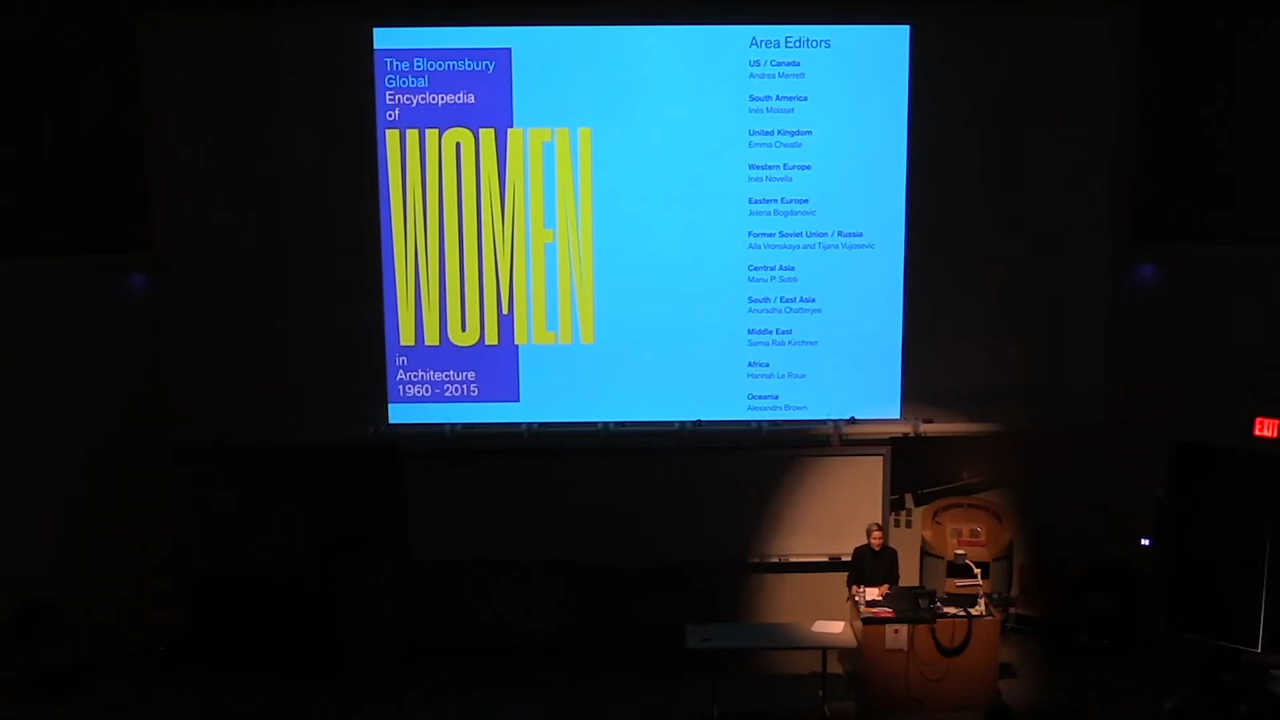 The Bloomsbury
Global
Encyclopedia
of
WOMEN
in
Architecture
1960 - 2015
Area Editors
US / Canada
Andrea Merrett
South America
Inés Moisset
United Kingdom
Emma Cheatle
Western Europe
Inés Novella
Eastern Europe
Jelena Bogdanovic
Former Soviet Union / Russia
Alla Vronskaya and Tijana Vujosevic
Central Asia
Manu P. Sobti
South / East Asia
Anuradha Chatterjee
Middle East
Samia Rab Kirchner
Africa
Hannah Le Roux
Oceania
Alexandra Brown
EXIT